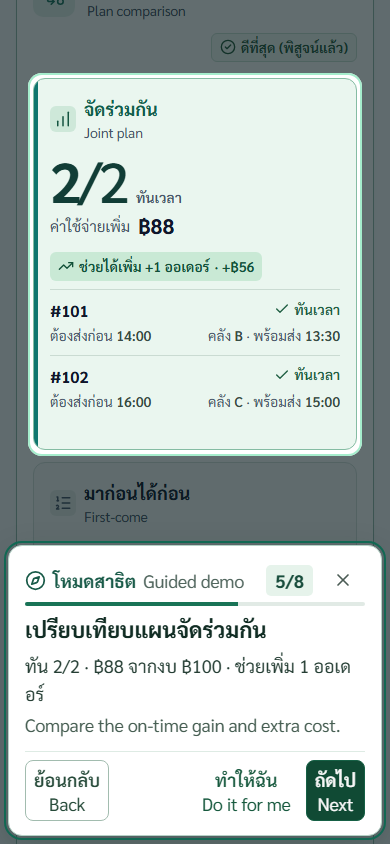 Plan comparison
ดีที่สุด (พิสูจน์แล้ว)
จัดร่วมกัน
Joint plan
2/2 ทันเวลา
ค่าใช้จ่ายเพิ่ม ฿88
ช่วยได้เพิ่ม +1 ออเดอร์ · +฿56
#101 ทันเวลา
ต้องส่งก่อน 14:00 คลัง B · พร้อมส่ง 13:30
#102 ทันเวลา
ต้องส่งก่อน 16:00 คลัง C · พร้อมส่ง 15:00
มาก่อนได้ก่อน
First-come
โหมดสาธิต Guided demo 5/8
เปรียบเทียบแผนจัดร่วมกัน
ทัน 2/2 · ฿88 จากงบ ฿100 · ช่วยเพิ่ม 1 ออเด
อร์
Compare the on-time gain and extra cost.
ย้อนกลับ ทำให้ฉัน ถัดไป
Back Do it for me Next